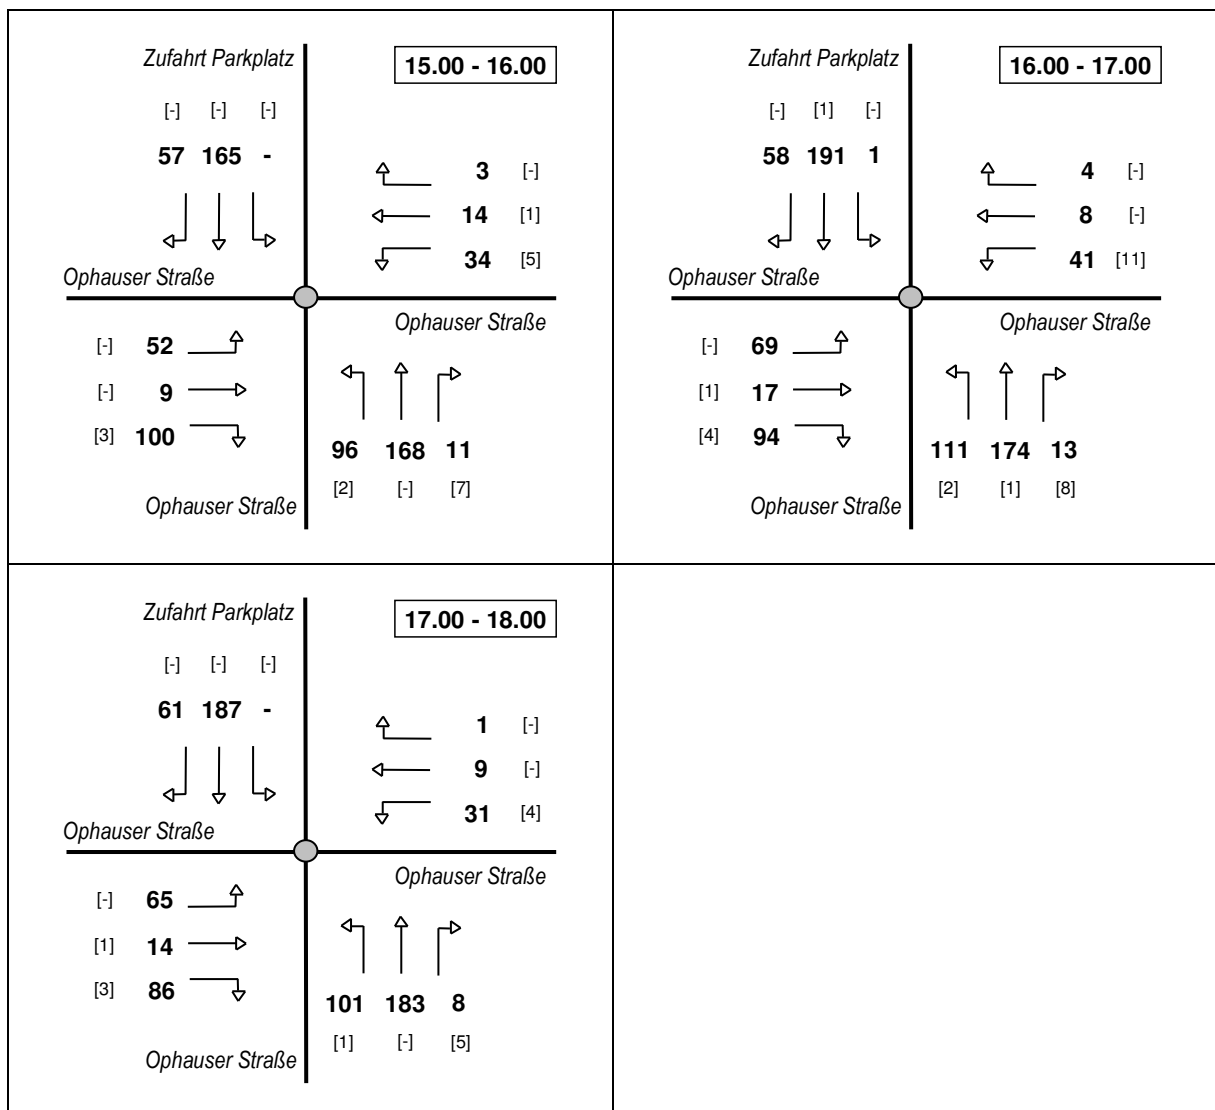 Zufahrt Parkplatz
15.00 - 16.00
[-] [-] [-]
57 165 -
3 [-]
14 [1]
34 [5]
Ophauser Straße
Ophauser Straße
[-] 52
[-] 9
[3] 100
96 168 11
[2] [-] [7]
Ophauser Straße
Zufahrt Parkplatz
16.00 - 17.00
[-] [1] [-]
58 191 1
4 [-]
8 [-]
41 [11]
Ophauser Straße
Ophauser Straße
[-] 69
[1] 17
[4] 94
111 174 13
[2] [1] [8]
Ophauser Straße
Zufahrt Parkplatz
17.00 - 18.00
[-] [-] [-]
61 187 -
1 [-]
9 [-]
31 [4]
Ophauser Straße
Ophauser Straße
[-] 65
[1] 14
[3] 86
101 183 8
[1] [-] [5]
Ophauser Straße